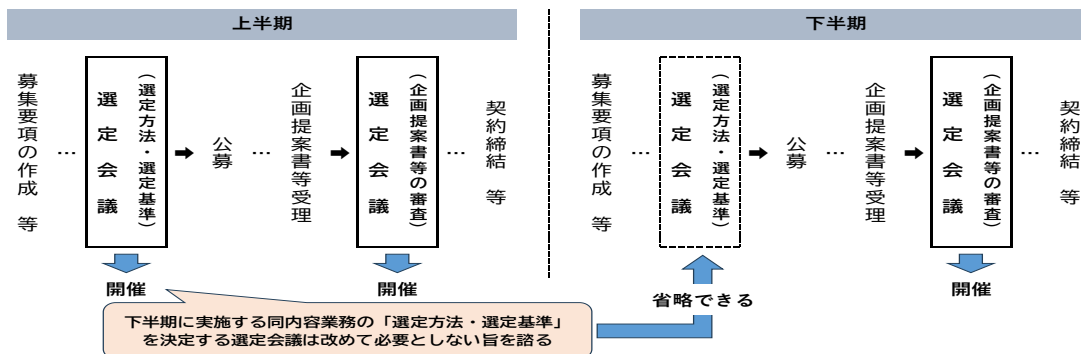 上半期
募集要項の作成　等
…
選定会議
（選定方法・選定基準）
公募
…
企画提案書等受理
選定会議
（企画提案書等の審査）
…
契約締結　等
開催
開催
下半期に実施する同内容業務の「選定方法・選定基準」
を決定する選定会議は改めて必要としない旨を諮る
下半期
募集要項の作成　等
…
選定会議
（選定方法・選定基準）
公募
…
企画提案書等受理
選定会議
（企画提案書等の審査）
…
契約締結　等
省略できる
開催